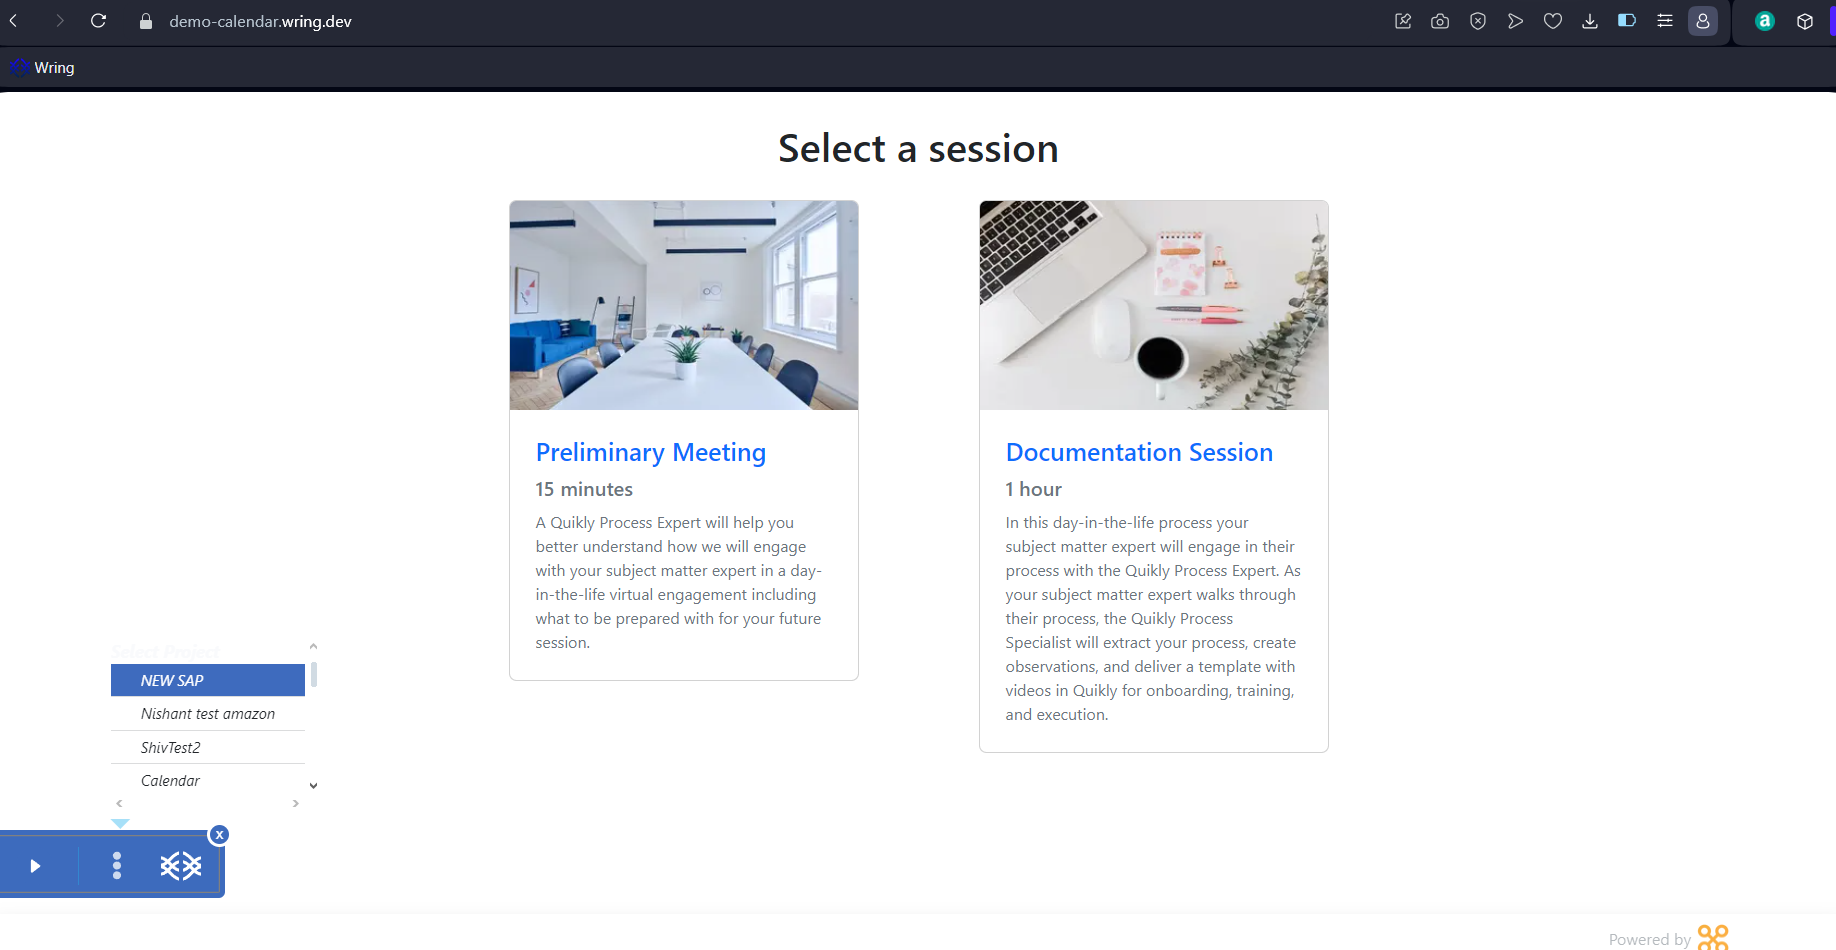 demo-calendar.wring.dev
a
Wring
Select a session
Preliminary Meeting
15 minutes
A Quikly Process Expert will help you
better understand how we will engage
with your subject matter expert in a day-
in-the-life virtual engagement including
what to be prepared with for your future
session.
Documentation Session
1 hour
In this day-in-the-life process your
subject matter expert will engage in their
process with the Quikly Process Expert. As
your subject matter expert walks through
their process, the Quikly Process
Specialist will extract your process, create
observations, and deliver a template with
videos in Quikly for onboarding, training,
and execution.
Select Project
NEW SAP
Nishant test amazon
ShivTest2
Calendar
x
Powered by